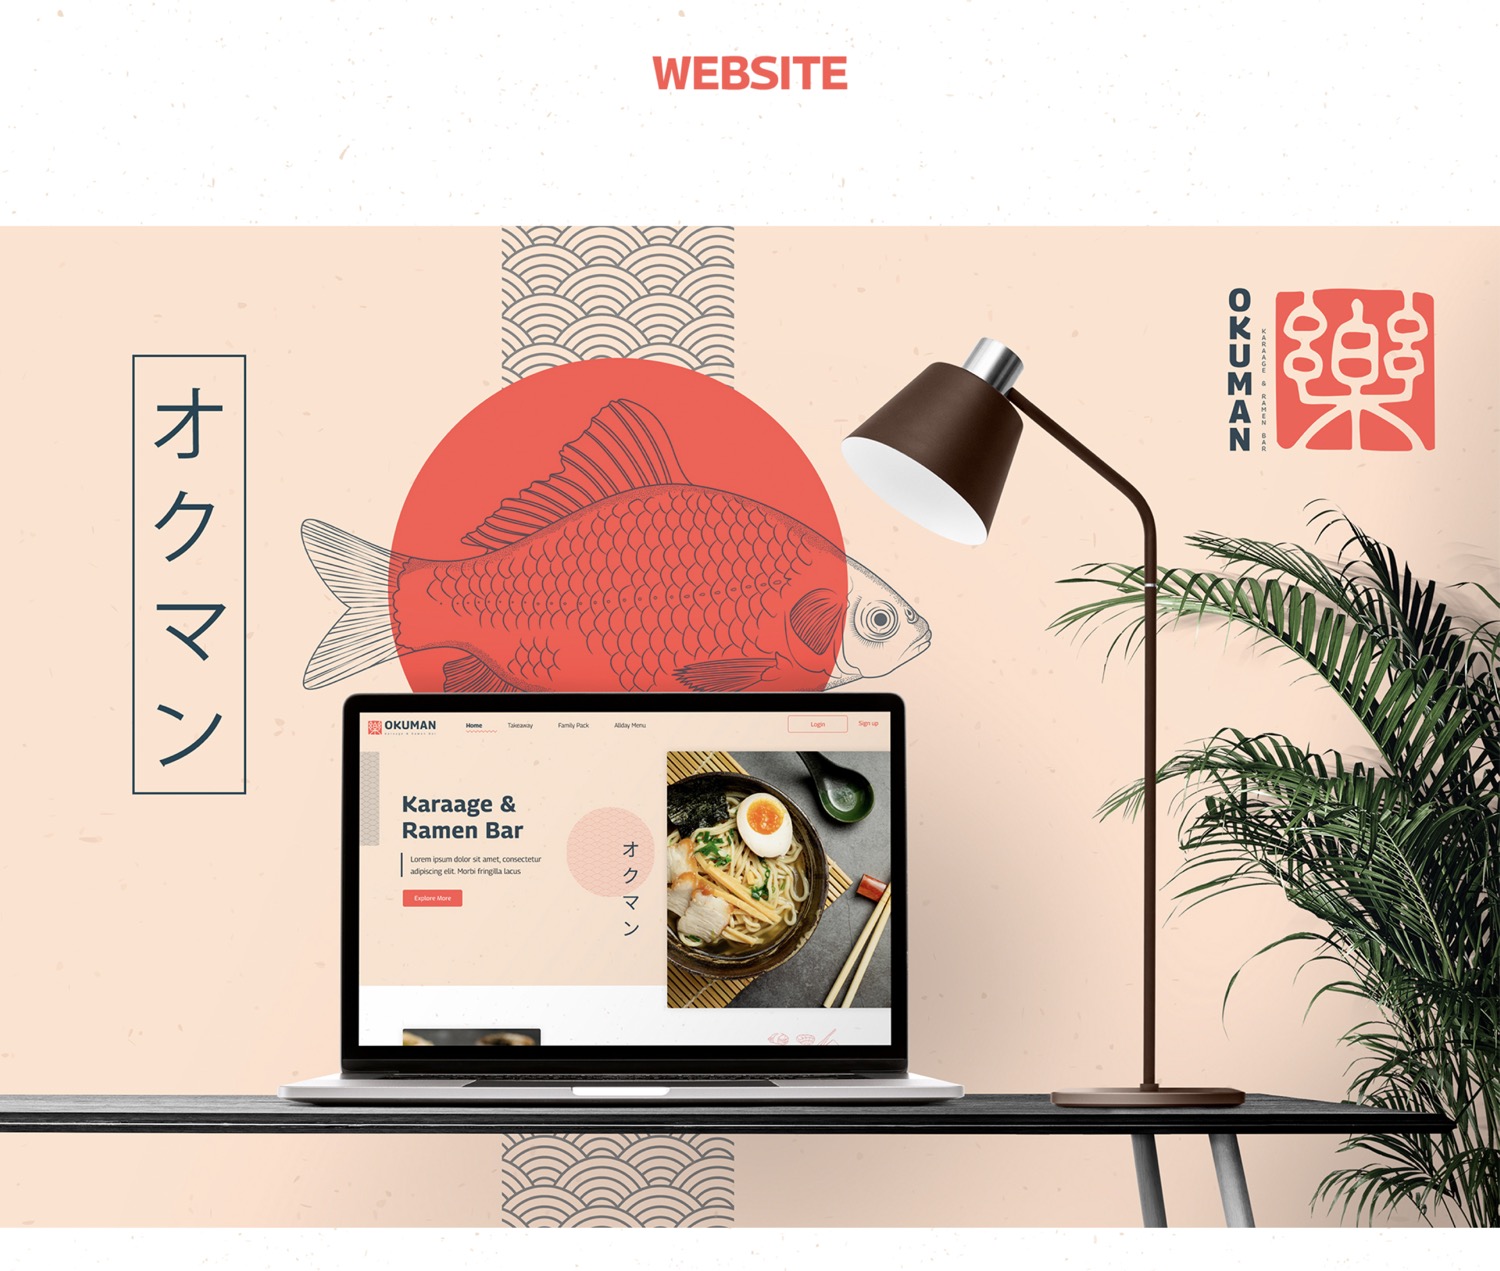 WEBSITE
オクマン
OKUMAN
KARAAGE & RAMEN BAR
樂
OKUMAN
Karaage & Ramen Bar
Home
Takeaway
Family Pack
Allday Menu
Login
Sign up
Karaage &
Ramen Bar
Lorem ipsum dolor sit amet, consectetur
adipiscing elit. Morbi fringilla lacus
Explore More
オクマン